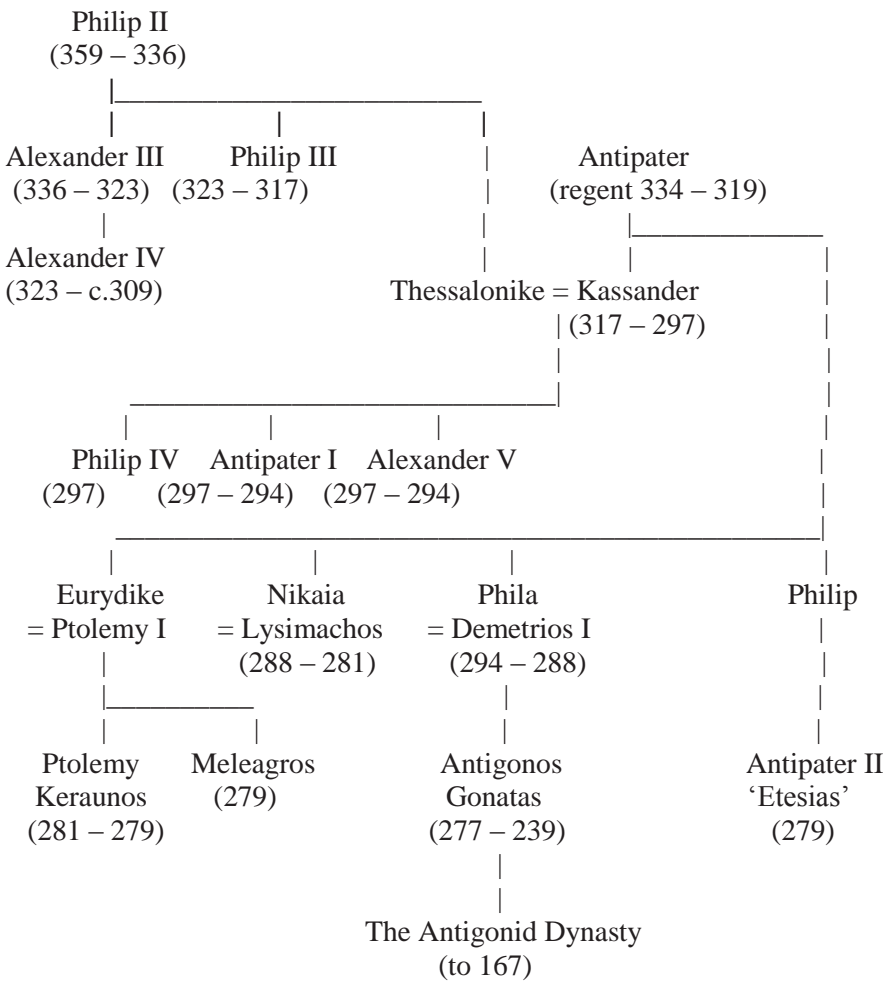 Philip II
(359 – 336)
Alexander III Philip III Antipater
(336 – 323) (323 – 317) (regent 334 – 319)
Alexander IV
(323 – c.309) Thessalonike = Kassander
(317 – 297)
Philip IV Antipater I Alexander V
(297) (297 – 294) (297 – 294)
Eurydike Nikaia Phila Philip
= Ptolemy I = Lysimachos = Demetrios I
(288 – 281) (294 – 288)
Ptolemy Meleagros Antigonos Antipater II
Keraunos (279) Gonatas ‘Etesias’
(281 – 279) (277 – 239) (279)
The Antigonid Dynasty
(to 167)